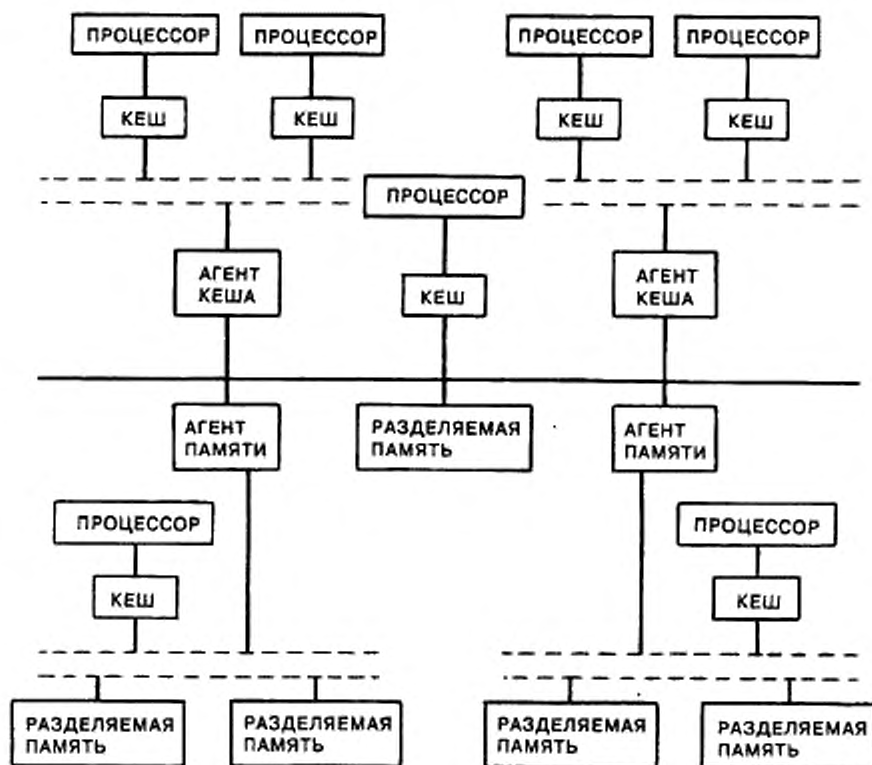 ПРОЦЕССОР
ПРОЦЕССОР
ПРОЦЕССОР
ПРОЦЕССОР
КЕШ
КЕШ
КЕШ
КЕШ
ПРОЦЕССОР
АГЕНТ
КЕША
КЕШ
АГЕНТ
КЕША
АГЕНТ
ПАМЯТИ
РАЗДЕЛЯЕМАЯ
ПАМЯТЬ
АГЕНТ
ПАМЯТИ
ПРОЦЕССОР
ПРОЦЕССОР
КЕШ
КЕШ
РАЗДЕЛЯЕМАЯ
ПАМЯТЬ
РАЗДЕЛЯЕМАЯ
ПАМЯТЬ
РАЗДЕЛЯЕМАЯ
ПАМЯТЬ
РАЗДЕЛЯЕМАЯ
ПАМЯТЬ